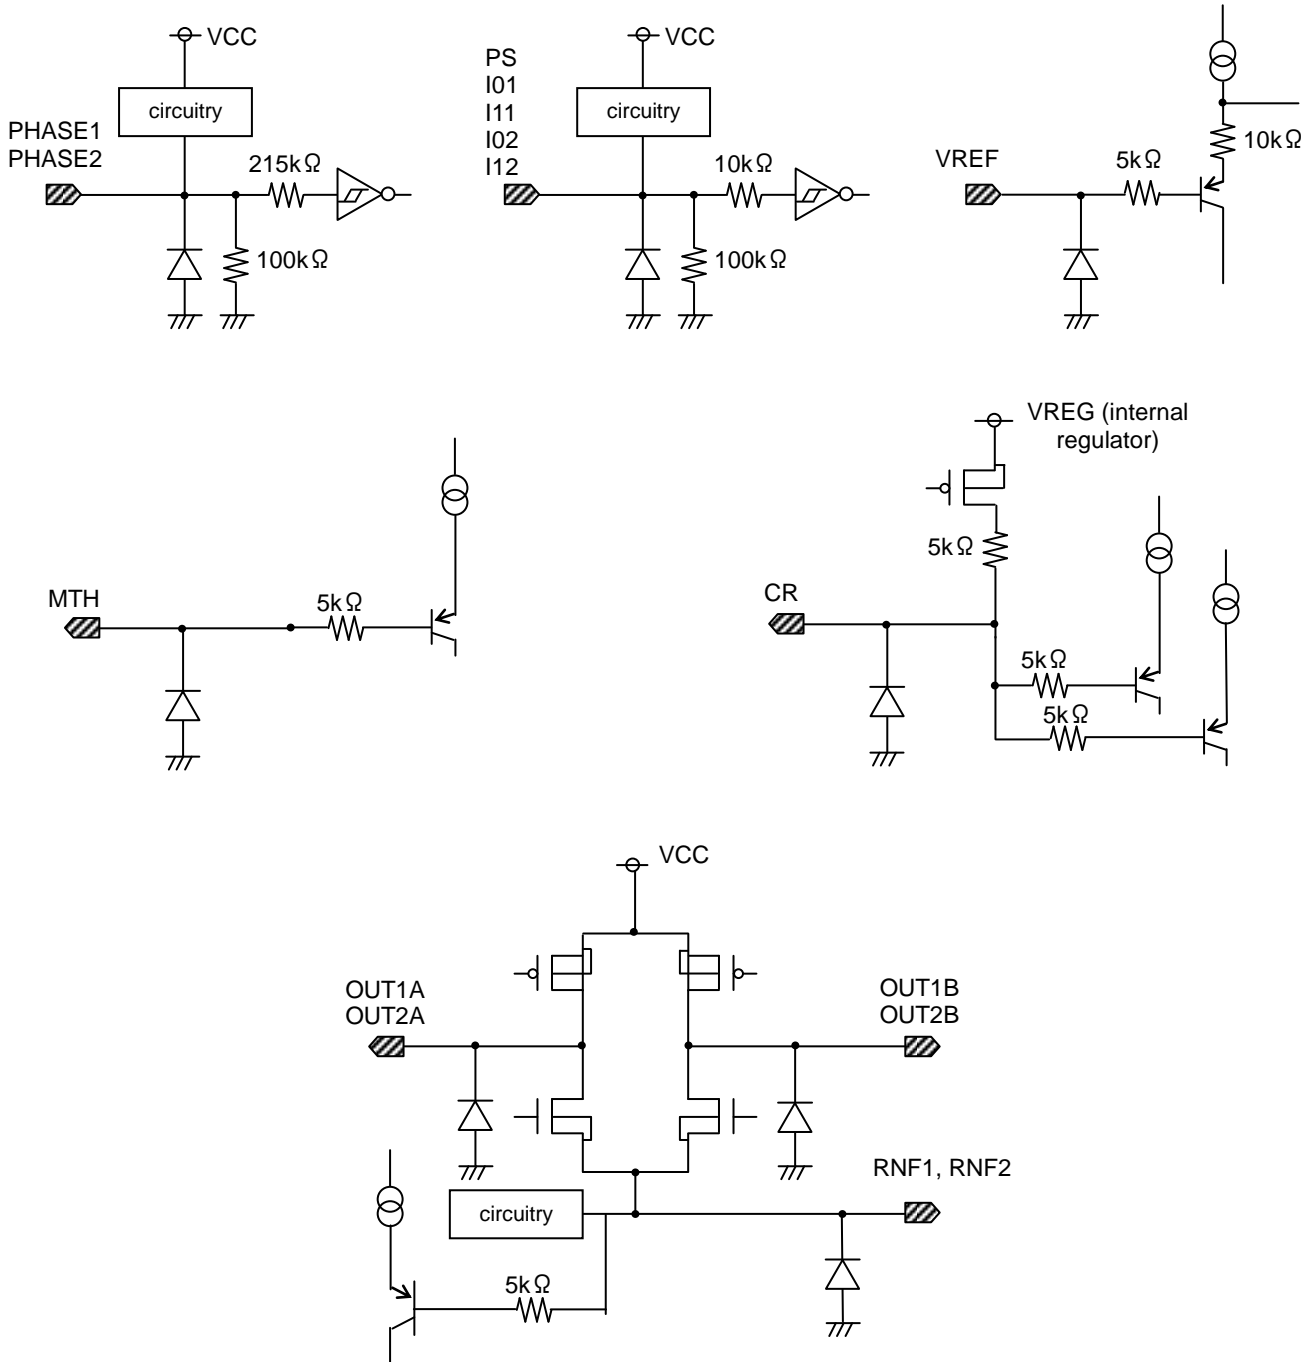 VCC
circuitry
PHASE1
PHASE2
215kΩ
100kΩ
VCC
PS
I01
I11
I02
I12
circuitry
10kΩ
100kΩ
VREF
5kΩ
10kΩ
MTH
5kΩ
VREG (internal
regulator)
5kΩ
CR
5kΩ
5kΩ
VCC
OUT1A
OUT2A
OUT1B
OUT2B
RNF1, RNF2
circuitry
5kΩ